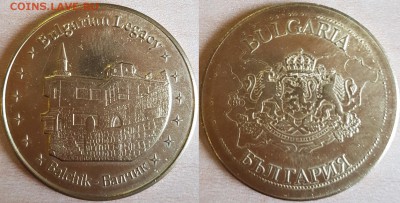 COINS.LAVE.RU
Bulgarian Legacy
Balchik - Балчик
BULGARIA
БЪЛГАРИЯ